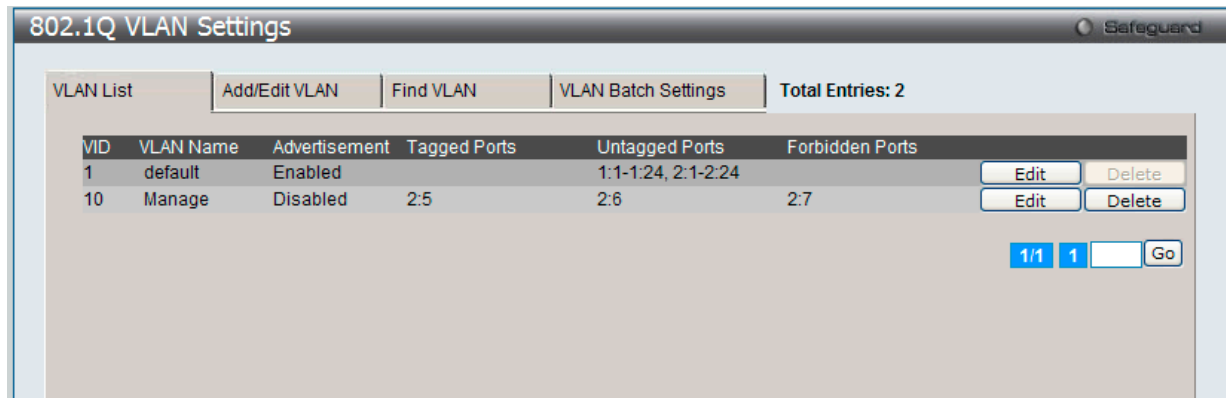 802.1Q VLAN Settings Safeguard
VLAN List Add/Edit VLAN Find VLAN VLAN Batch Settings Total Entries: 2
VID VLAN Name Advertisement Tagged Ports Untagged Ports Forbidden Ports
1 default Enabled 1:1-1:24, 2:1-2:24 Edit Delete
10 Manage Disabled 2:5 2:6 2:7 Edit Delete
1/1 1 Go